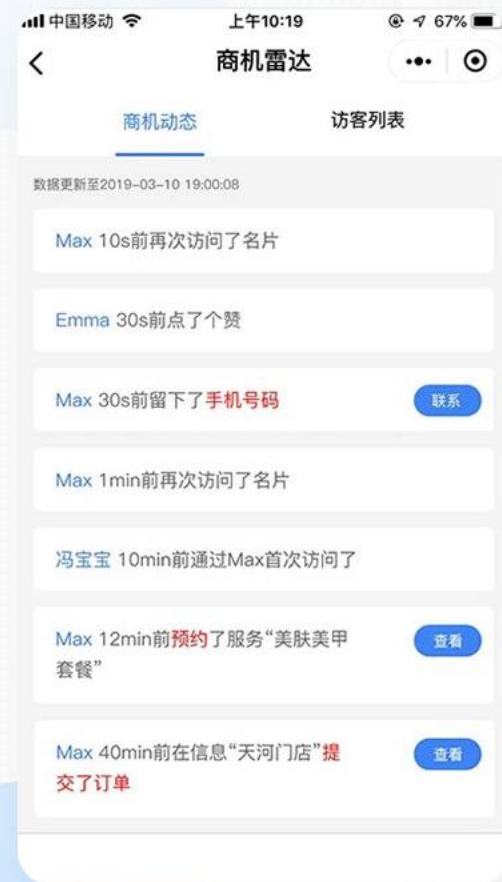 中国移动 上午10:19 67%
商机雷达
商机动态 访客列表
数据更新至2019-03-10 19:00:08
Max 10s前再次访问了名片
Emma 30s前点了个赞
Max 30s前留下了手机号码 联系
Max 1min前再次访问了名片
冯宝宝 10min前通过Max首次访问了
Max 12min前预约了服务“美肤美甲 查看
套餐”
Max 40min前在信息“天河门店”提 查看
交了订单